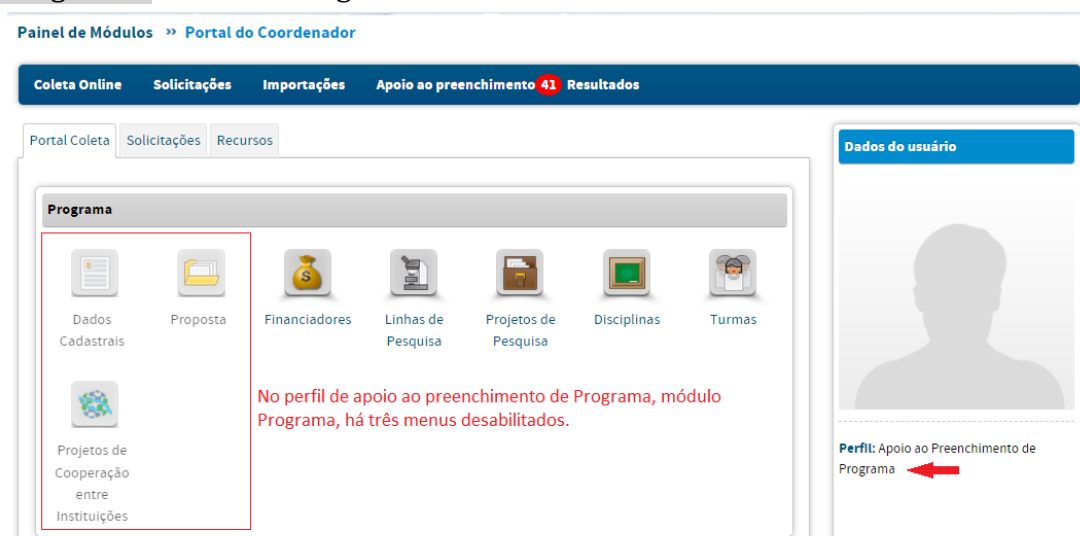 Painel de Módulos » Portal do Coordenador
Coleta Online Solicitações Importações Apoio ao preenchimento 41 Resultados
Portal Coleta Solicitações Recursos
Programa
Dados Cadastrais
Proposta
Financiadores
Linhas de Pesquisa
Projetos de Pesquisa
Disciplinas
Turmas
Projetos de Cooperação entre Instituições
No perfil de apoio ao preenchimento de Programa, módulo
Programa, há três menus desabilitados.
Dados do usuário
Perfil: Apoio ao Preenchimento de
Programa